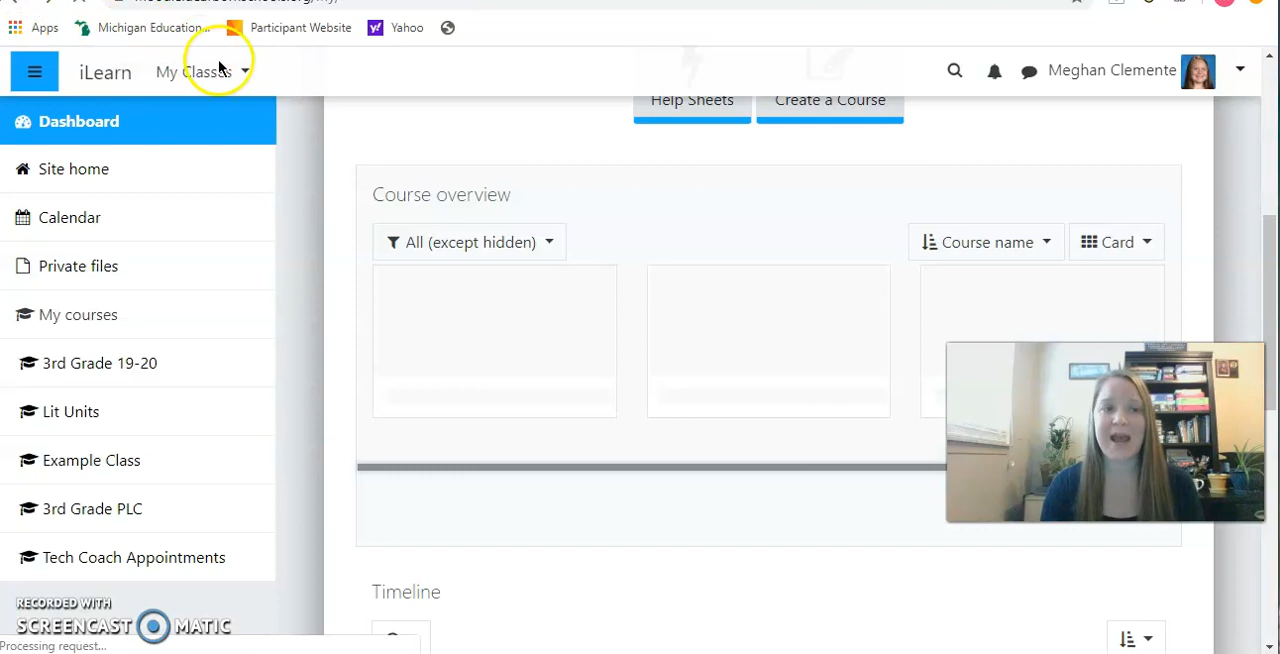 Apps Michigan Education... Participant Website Yahoo
iLearn My Classes Meghan Clemente
Help Sheets Create a Course
Dashboard
Site home
Calendar
Private files
My courses
3rd Grade 19-20
Lit Units
Example Class
3rd Grade PLC
Tech Coach Appointments
Course overview
All (except hidden) Course name Card
Timeline
RECORDED WITH
SCREENCAST MATIC
Processing request...